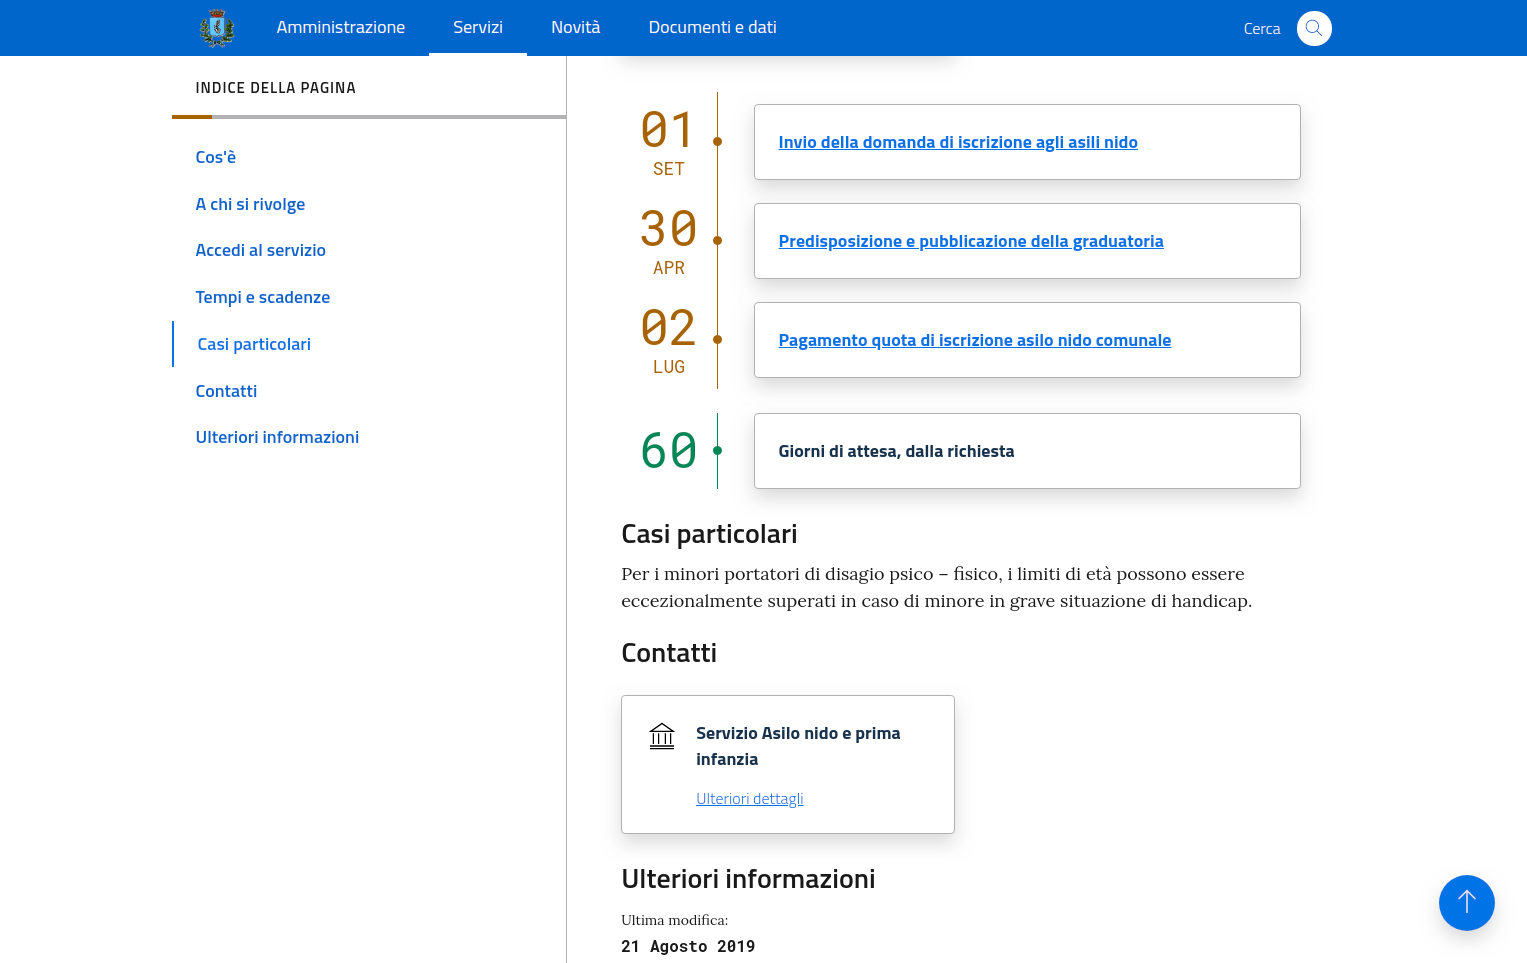 Amministrazione
Servizi
Novità
Documenti e dati
Cerca
INDICE DELLA PAGINA
Cos'è
A chi si rivolge
Accedi al servizio
Tempi e scadenze
Casi particolari
Contatti
Ulteriori informazioni
01
SET
Invio della domanda di iscrizione agli asili nido
30
APR
Predisposizione e pubblicazione della graduatoria
02
LUG
Pagamento quota di iscrizione asilo nido comunale
60
Giorni di attesa, dalla richiesta
Casi particolari
Per i minori portatori di disagio psico – fisico, i limiti di età possono essere
eccezionalmente superati in caso di minore in grave situazione di handicap.
Contatti
Servizio Asilo nido e prima
infanzia
Ulteriori dettagli
Ulteriori informazioni
Ultima modifica:
21 Agosto 2019